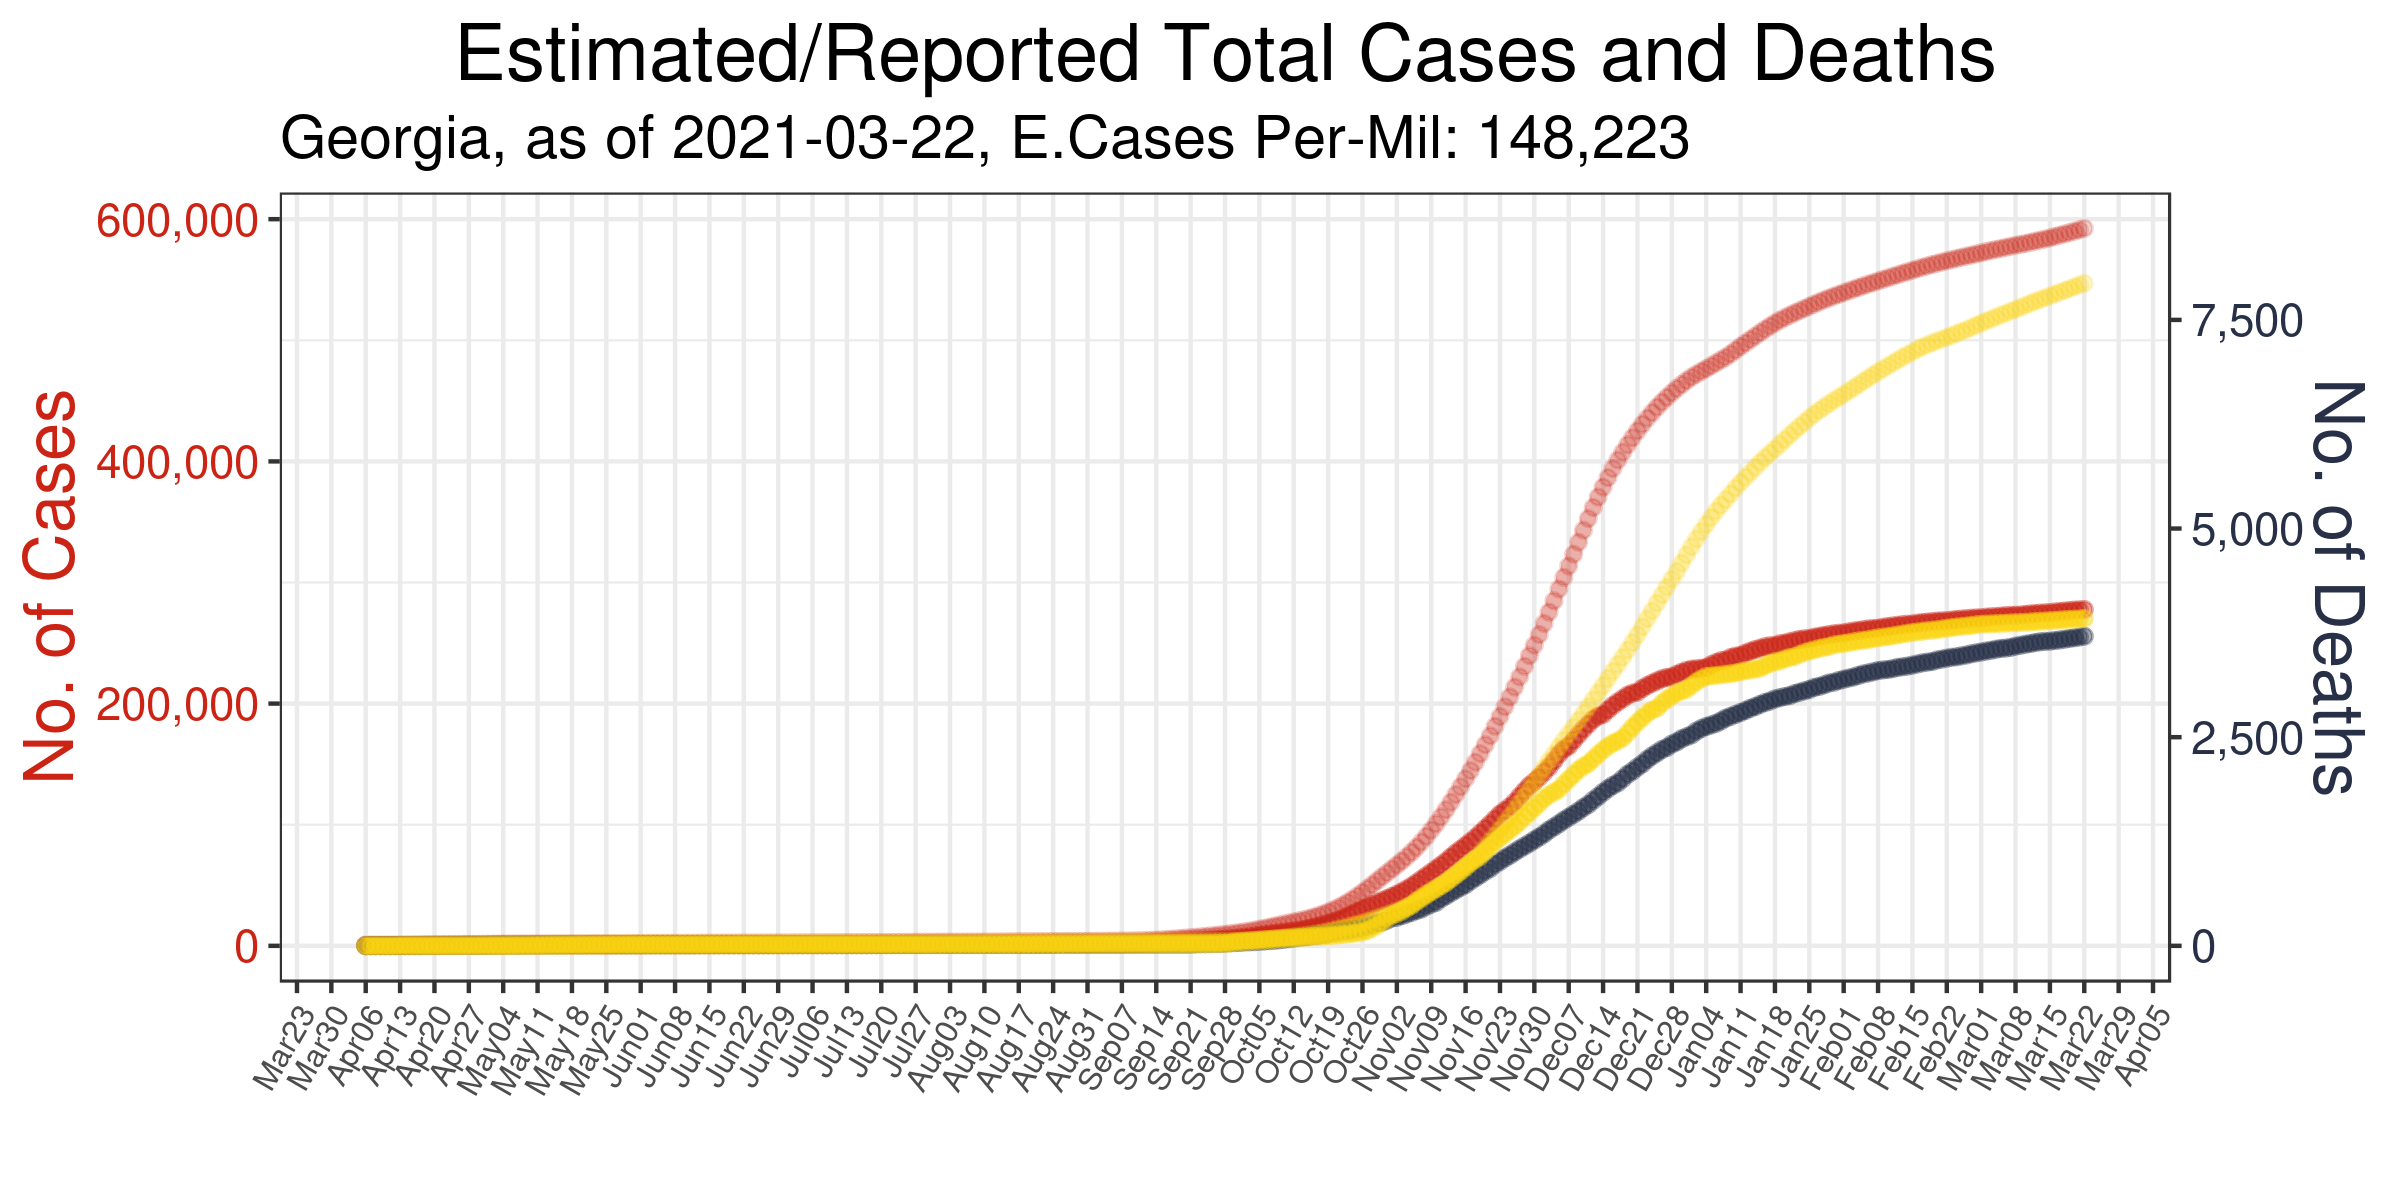 Estimated/Reported Total Cases and Deaths
Georgia, as of 2021-03-22, E.Cases Per-Mil: 148,223
No. of Cases
600,000
400,000
200,000
0
7,500
5,000
2,500
0
No. of Deaths
Mar23
Mar30
Apr06
Apr13
Apr20
Apr27
May04
May11
May18
May25
Jun01
Jun08
Jun15
Jun22
Jun29
Jul06
Jul13
Jul20
Jul27
Aug03
Aug10
Aug17
Aug24
Aug31
Sep07
Sep14
Sep21
Sep28
Oct05
Oct12
Oct19
Oct26
Nov02
Nov09
Nov16
Nov23
Nov30
Dec07
Dec14
Dec21
Dec28
Jan04
Jan11
Jan18
Jan25
Feb01
Feb08
Feb15
Feb22
Mar01
Mar08
Mar15
Mar22
Mar29
Apr05